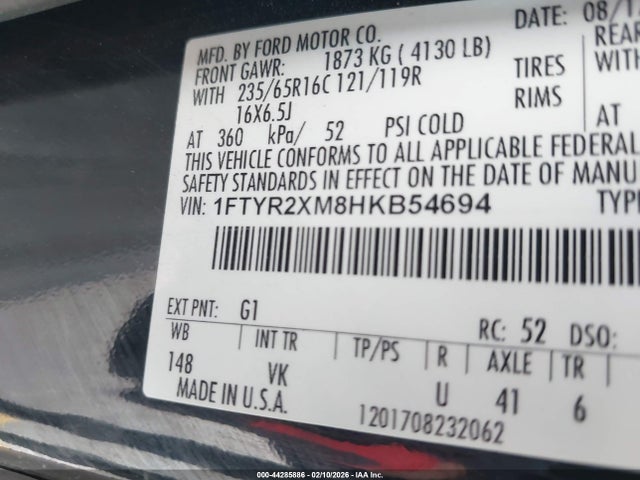 MFD. BY FORD MOTOR CO.
DATE: 08/1
FRONT GAWR: 1873 KG ( 4130 LB)
REAR
WITH 235/65R16C 121/119R TIRES
WITH
16X6.5J RIMS
AT 360 kPa/ 52 PSI COLD
AT
THIS VEHICLE CONFORMS TO ALL APPLICABLE FEDERAL
SAFETY STANDARDS IN EFFECT ON THE DATE OF MANU
VIN: 1FTYR2XM8HKB54694 TYPE
EXT PNT: G1
RC: 52 DSO:
WB INT TR TP/PS R AXLE TR
148 VK U 41 6
MADE IN U.S.A.
1201708232062
000-44285886 - 02/10/2026 - IAAI.com